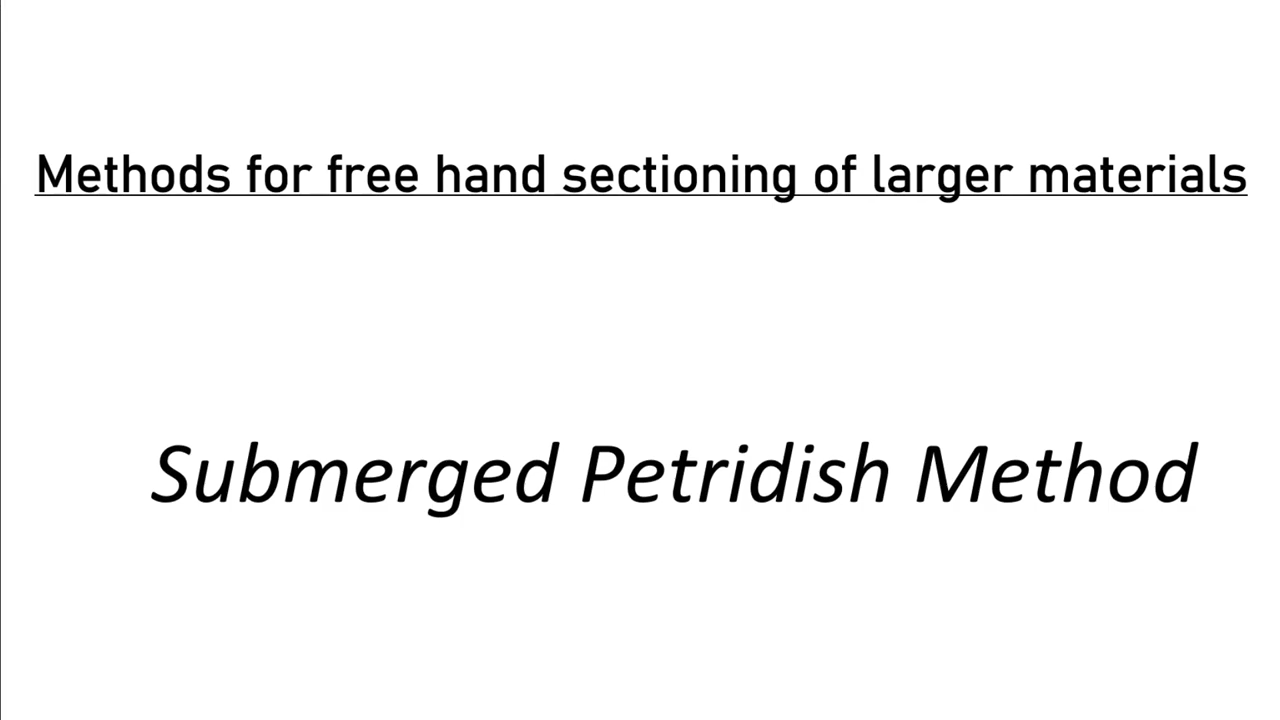 Methods for free hand sectioning of larger materials
Submerged Petridish Method